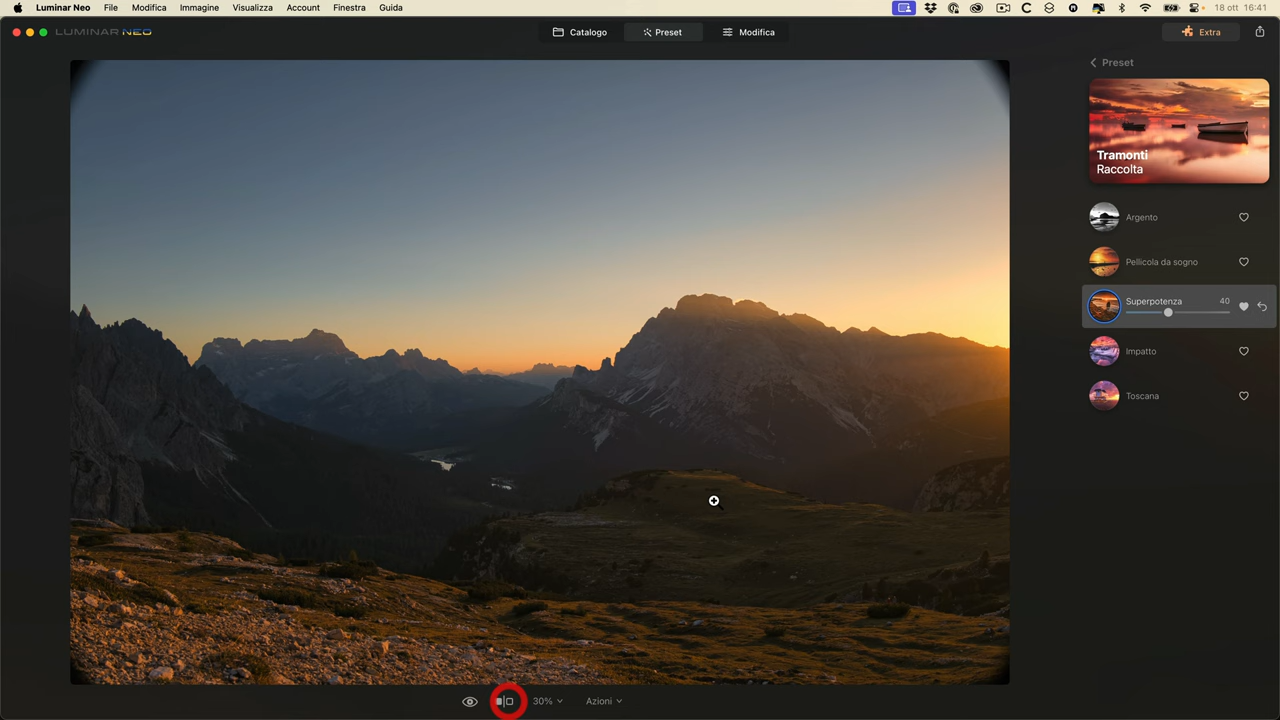 Luminar Neo File Modifica Immagine Visualizza Account Finestra Guida 18 ott 16:41
LUMINAR NEO Catalogo Preset Modifica Extra
Preset
Tramonti
Raccolta
Argento
Pellicola da sogno
Superpotenza 40
Impatto
Toscana
30% Azioni